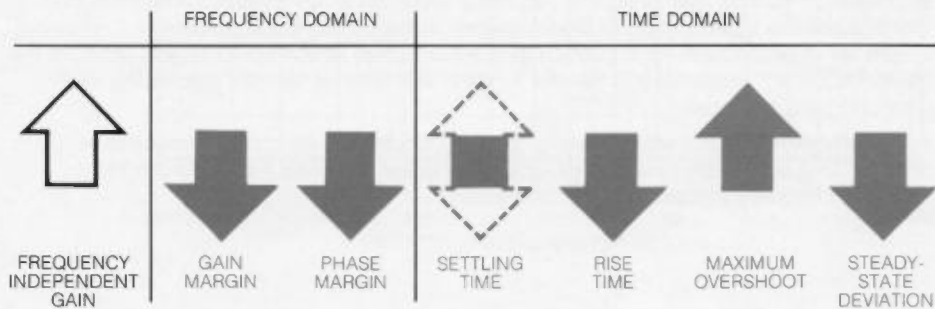 FREQUENCY DOMAIN
TIME DOMAIN
FREQUENCY
INDEPENDENT
GAIN
GAIN
MARGIN
PHASE
MARGIN
SETTLING
TIME
RISE
TIME
MAXIMUM
OVERSHOOT
STEADY-
STATE
DEVIATION